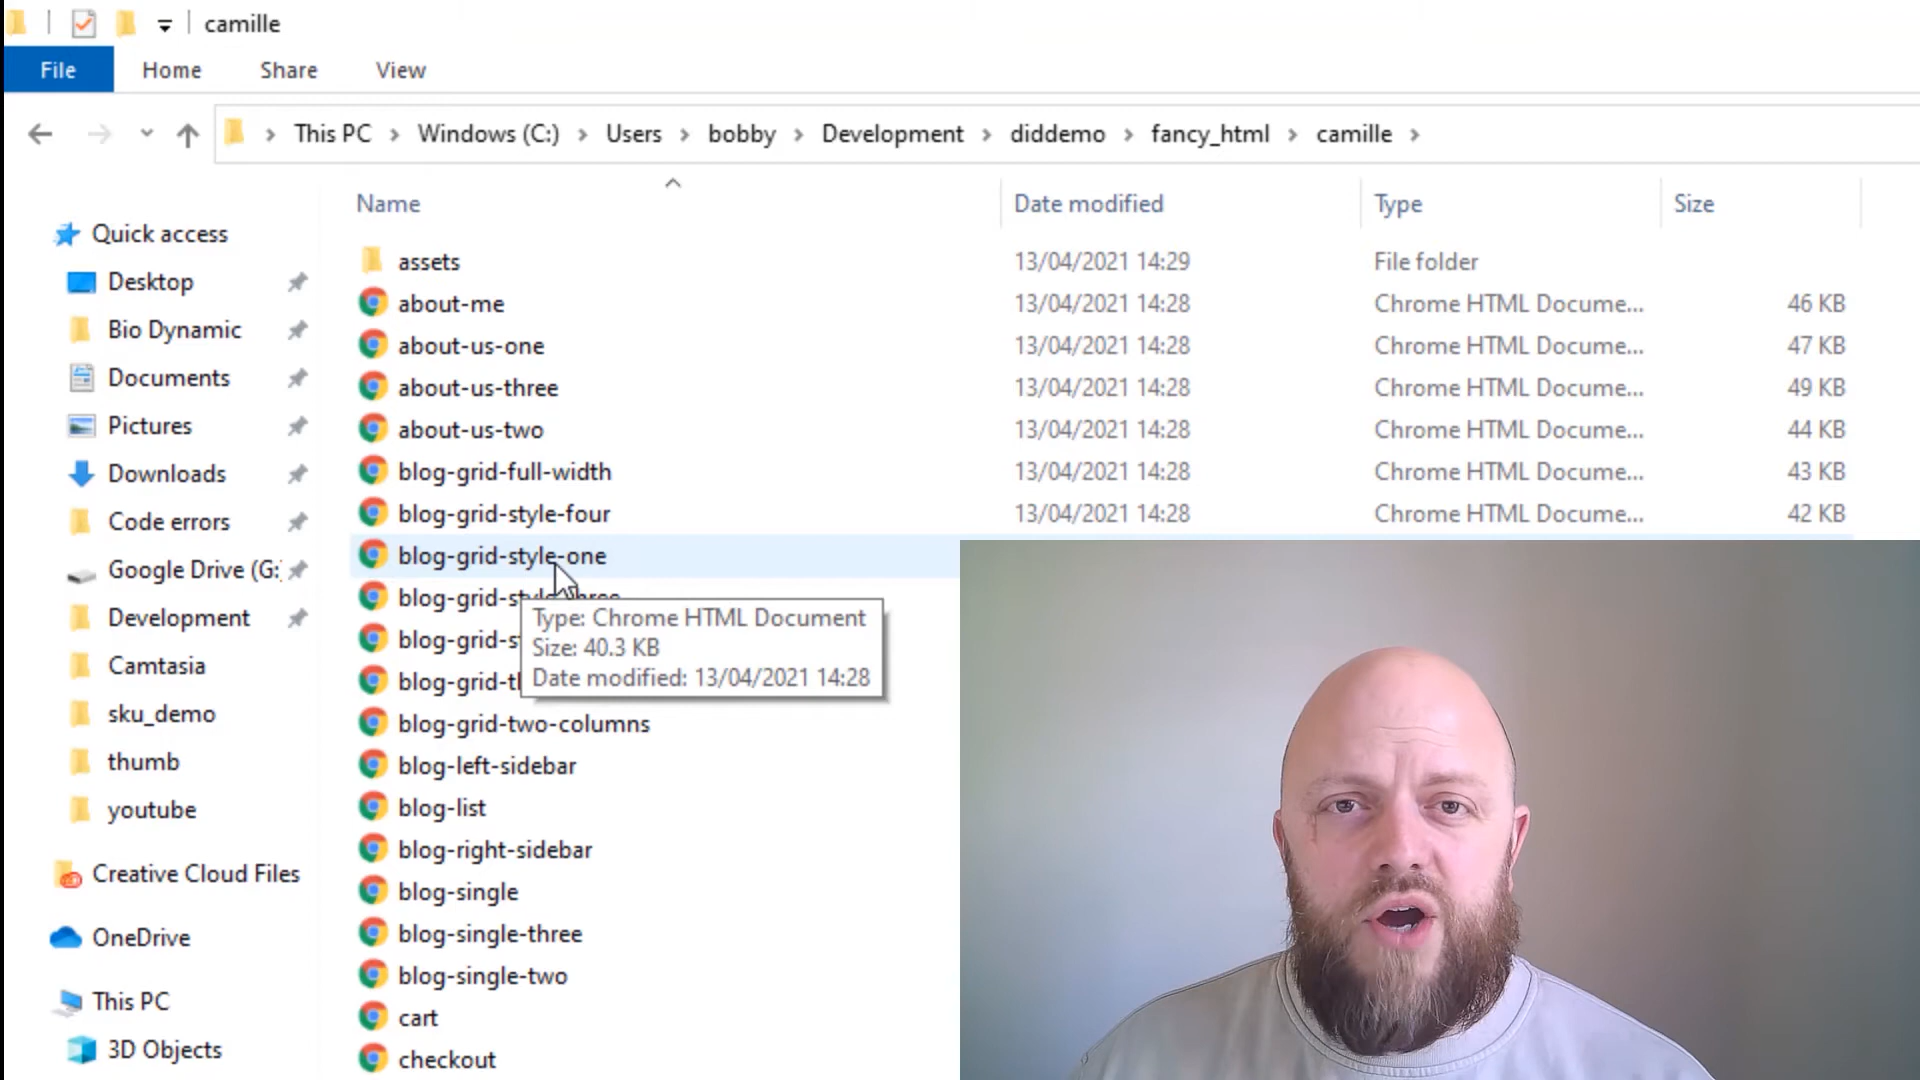 camille
File Home Share View
This PC Windows (C:) Users bobby Development diddemo fancy_html camille
Name Date modified Type Size
Quick access
Desktop
Bio Dynamic
Documents
Pictures
Downloads
Code errors
Google Drive (G:
Development
Camtasia
sku_demo
thumb
youtube
Creative Cloud Files
OneDrive
This PC
3D Objects
assets 13/04/2021 14:29 File folder
about-me 13/04/2021 14:28 Chrome HTML Docume... 46 KB
about-us-one 13/04/2021 14:28 Chrome HTML Docume... 47 KB
about-us-three 13/04/2021 14:28 Chrome HTML Docume... 49 KB
about-us-two 13/04/2021 14:28 Chrome HTML Docume... 44 KB
blog-grid-full-width 13/04/2021 14:28 Chrome HTML Docume... 43 KB
blog-grid-style-four 13/04/2021 14:28 Chrome HTML Docume... 42 KB
blog-grid-style-one
blog-grid-style-three
Type: Chrome HTML Document
Size: 40.3 KB
Date modified: 13/04/2021 14:28
blog-grid-two-columns
blog-left-sidebar
blog-list
blog-right-sidebar
blog-single
blog-single-three
blog-single-two
cart
checkout